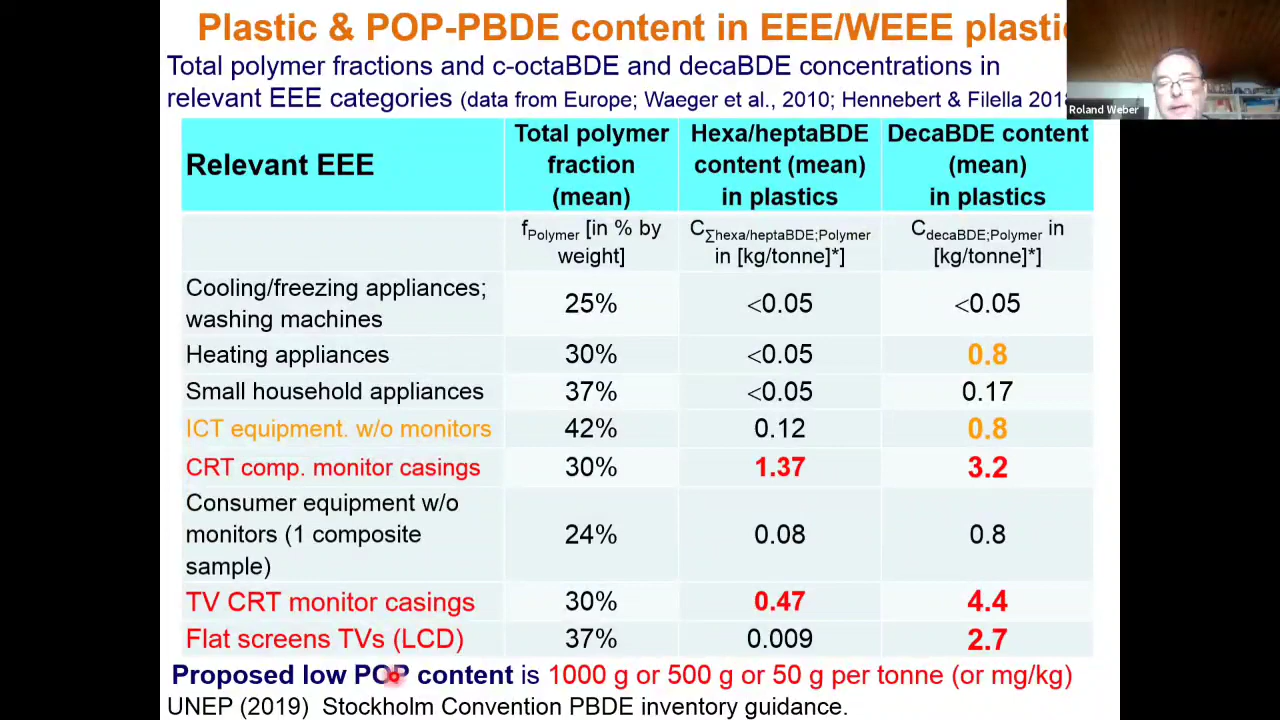 Plastic & POP-PBDE content in EEE/WEEE plastic
Roland Weber
Total polymer fractions and c-octaBDE and decaBDE concentrations in
relevant EEE categories (data from Europe; Waeger et al., 2010; Hennebert & Filella
Relevant EEE
Total polymer
fraction
(mean)
Hexa/heptaBDE
content (mean)
in plastics
DecaBDE content
(mean)
in plastics
fPolymer [in % by
weight]
C∑hexa/heptaBDE;Polymer
in [kg/tonne]*]
CdecaBDE;Polymer in
[kg/tonne]*]
Cooling/freezing appliances;
washing machines
25%
<0.05
<0.05
Heating appliances
30%
<0.05
0.8
Small household appliances
37%
<0.05
0.17
ICT equipment. w/o monitors
42%
0.12
0.8
CRT comp. monitor casings
30%
1.37
3.2
Consumer equipment w/o
monitors (1 composite
sample)
24%
0.08
0.8
TV CRT monitor casings
30%
0.47
4.4
Flat screens TVs (LCD)
37%
0.009
2.7
Proposed low POP content is 1000 g or 500 g or 50 g per tonne (or mg/kg)
UNEP (2019) Stockholm Convention PBDE inventory guidance.